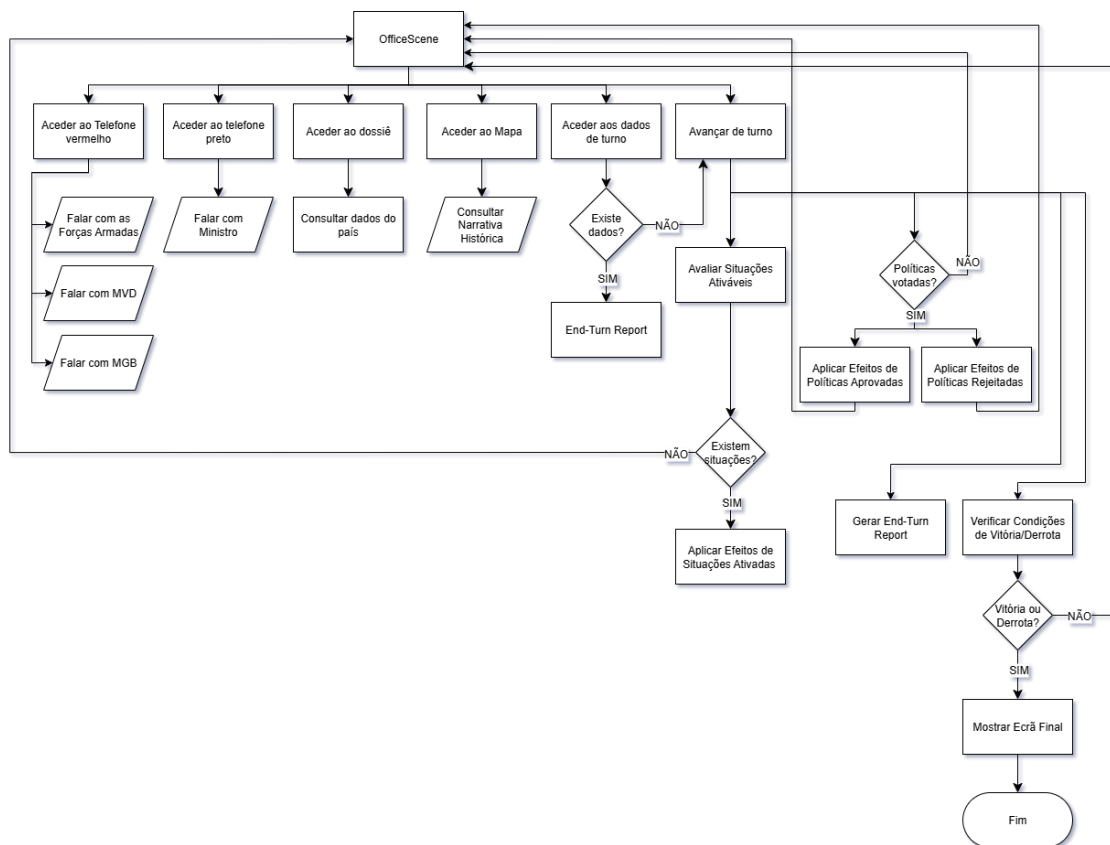 OfficeScene
Aceder ao Telefone
vermelho
Aceder ao telefone
preto
Aceder ao dossiê
Aceder ao Mapa
Aceder aos dados
de turno
Avançar de turno
Falar com as
Forças Armadas
Falar com
Ministro
Consultar dados do
país
Consultar
Narrativa
Histórica
Existe
dados?
NÃO
SIM
End-Turn Report
Falar com MVD
Falar com MGB
Avaliar Situações
Ativáveis
Políticas
votadas?
NÃO
SIM
Aplicar Efeitos de
Políticas Aprovadas
Aplicar Efeitos de
Políticas Rejeitadas
Existem
situações?
NÃO
SIM
Aplicar Efeitos de
Situações Ativadas
Gerar End-Turn
Report
Verificar Condições
de Vitória/Derrota
Vitória ou
Derrota?
NÃO
SIM
Mostrar Ecrã Final
Fim